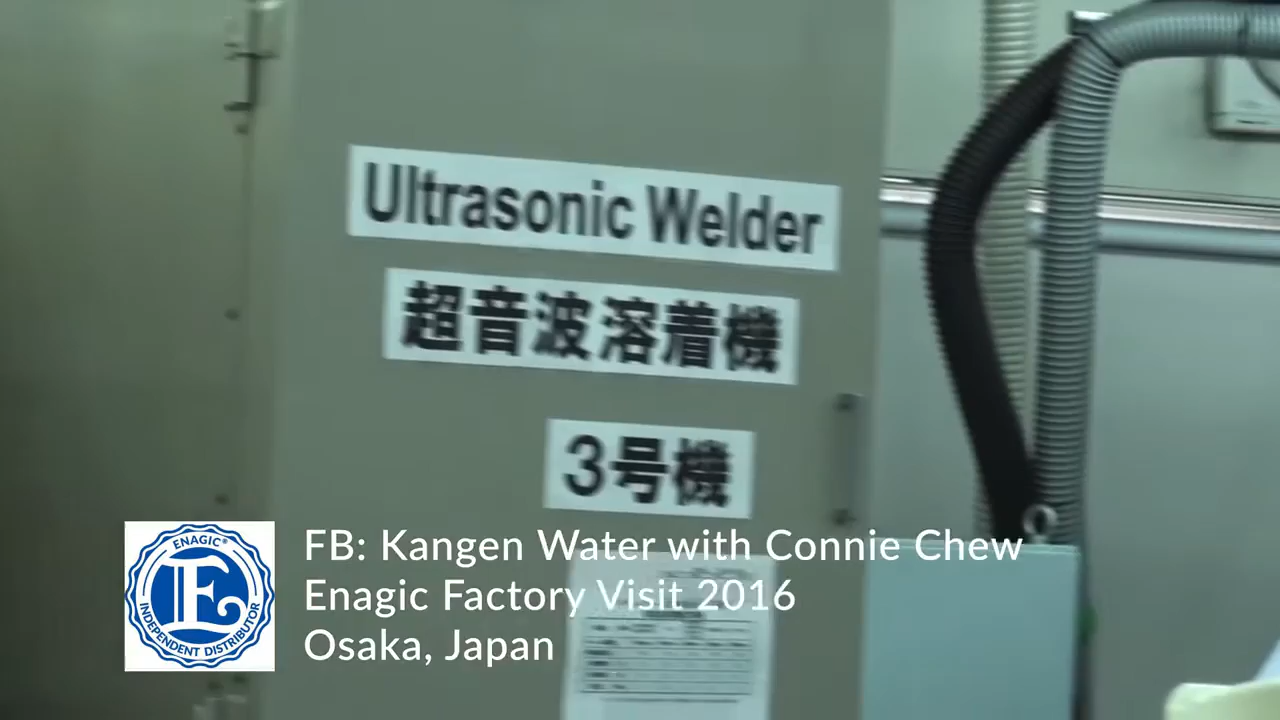 Ultrasonic Welder
超音波溶着機
3号機
ENAGIC®
E
INDEPENDENT DISTRIBUTOR
FB: Kangen Water with Connie Chew
Enagic Factory Visit 2016
Osaka, Japan